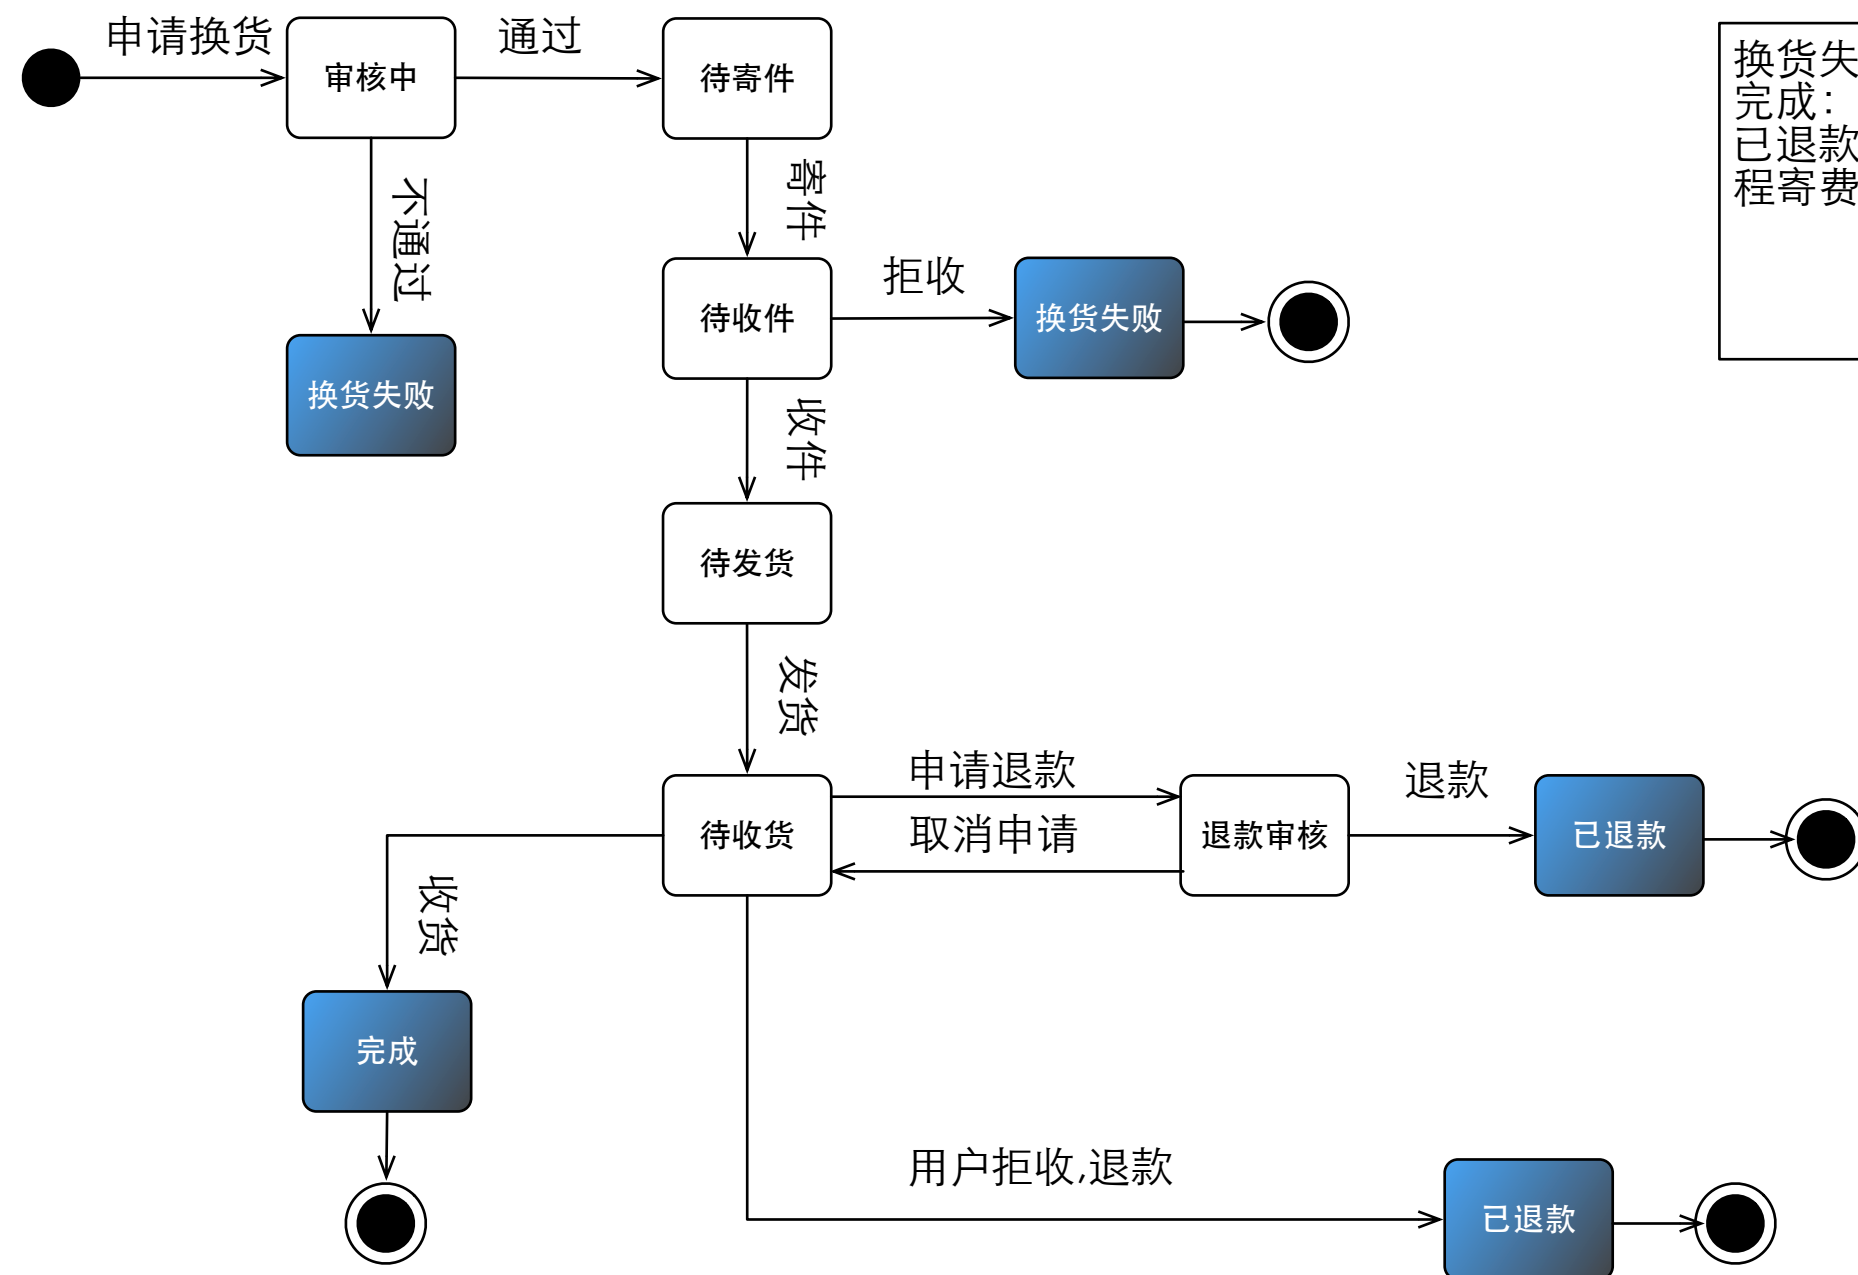 申请换货
审核中
通过
待寄件
换货失
完成：
已退款
程寄费
不通过
寄件
待收件
拒收
换货失败
换货失败
收件
待发货
发货
申请退款
取消申请
待收货
退款审核
退款
已退款
收货
完成
用户拒收,退款
已退款